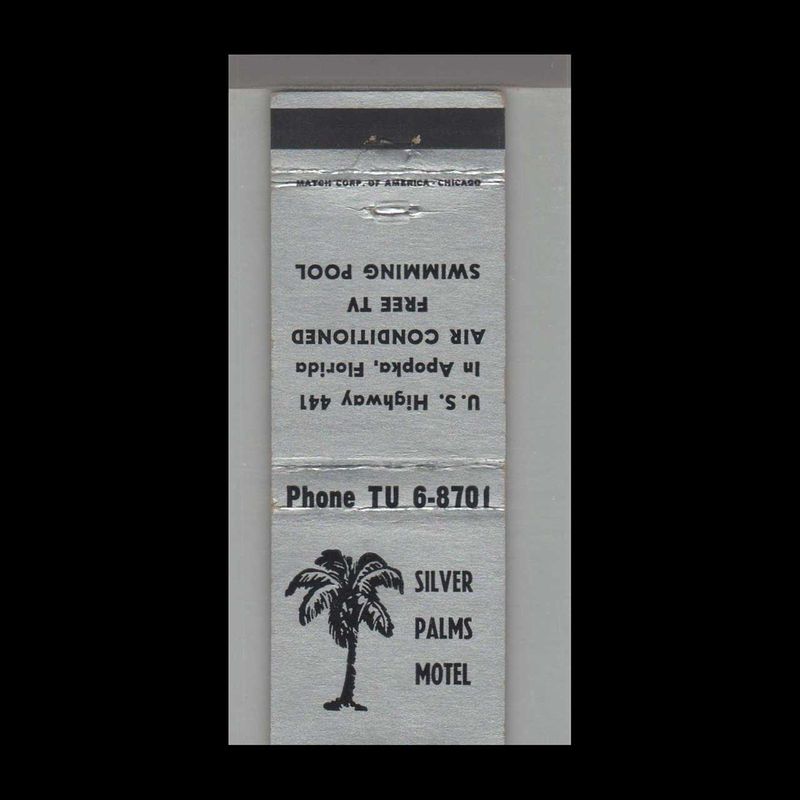 MATCH CORP. OF AMERICA - CHICAGO
U.S. Highway 441
In Apopka, Florida
AIR CONDITIONED
FREE TV
SWIMMING POOL
Phone TU 6-8701
SILVER
PALMS
MOTEL